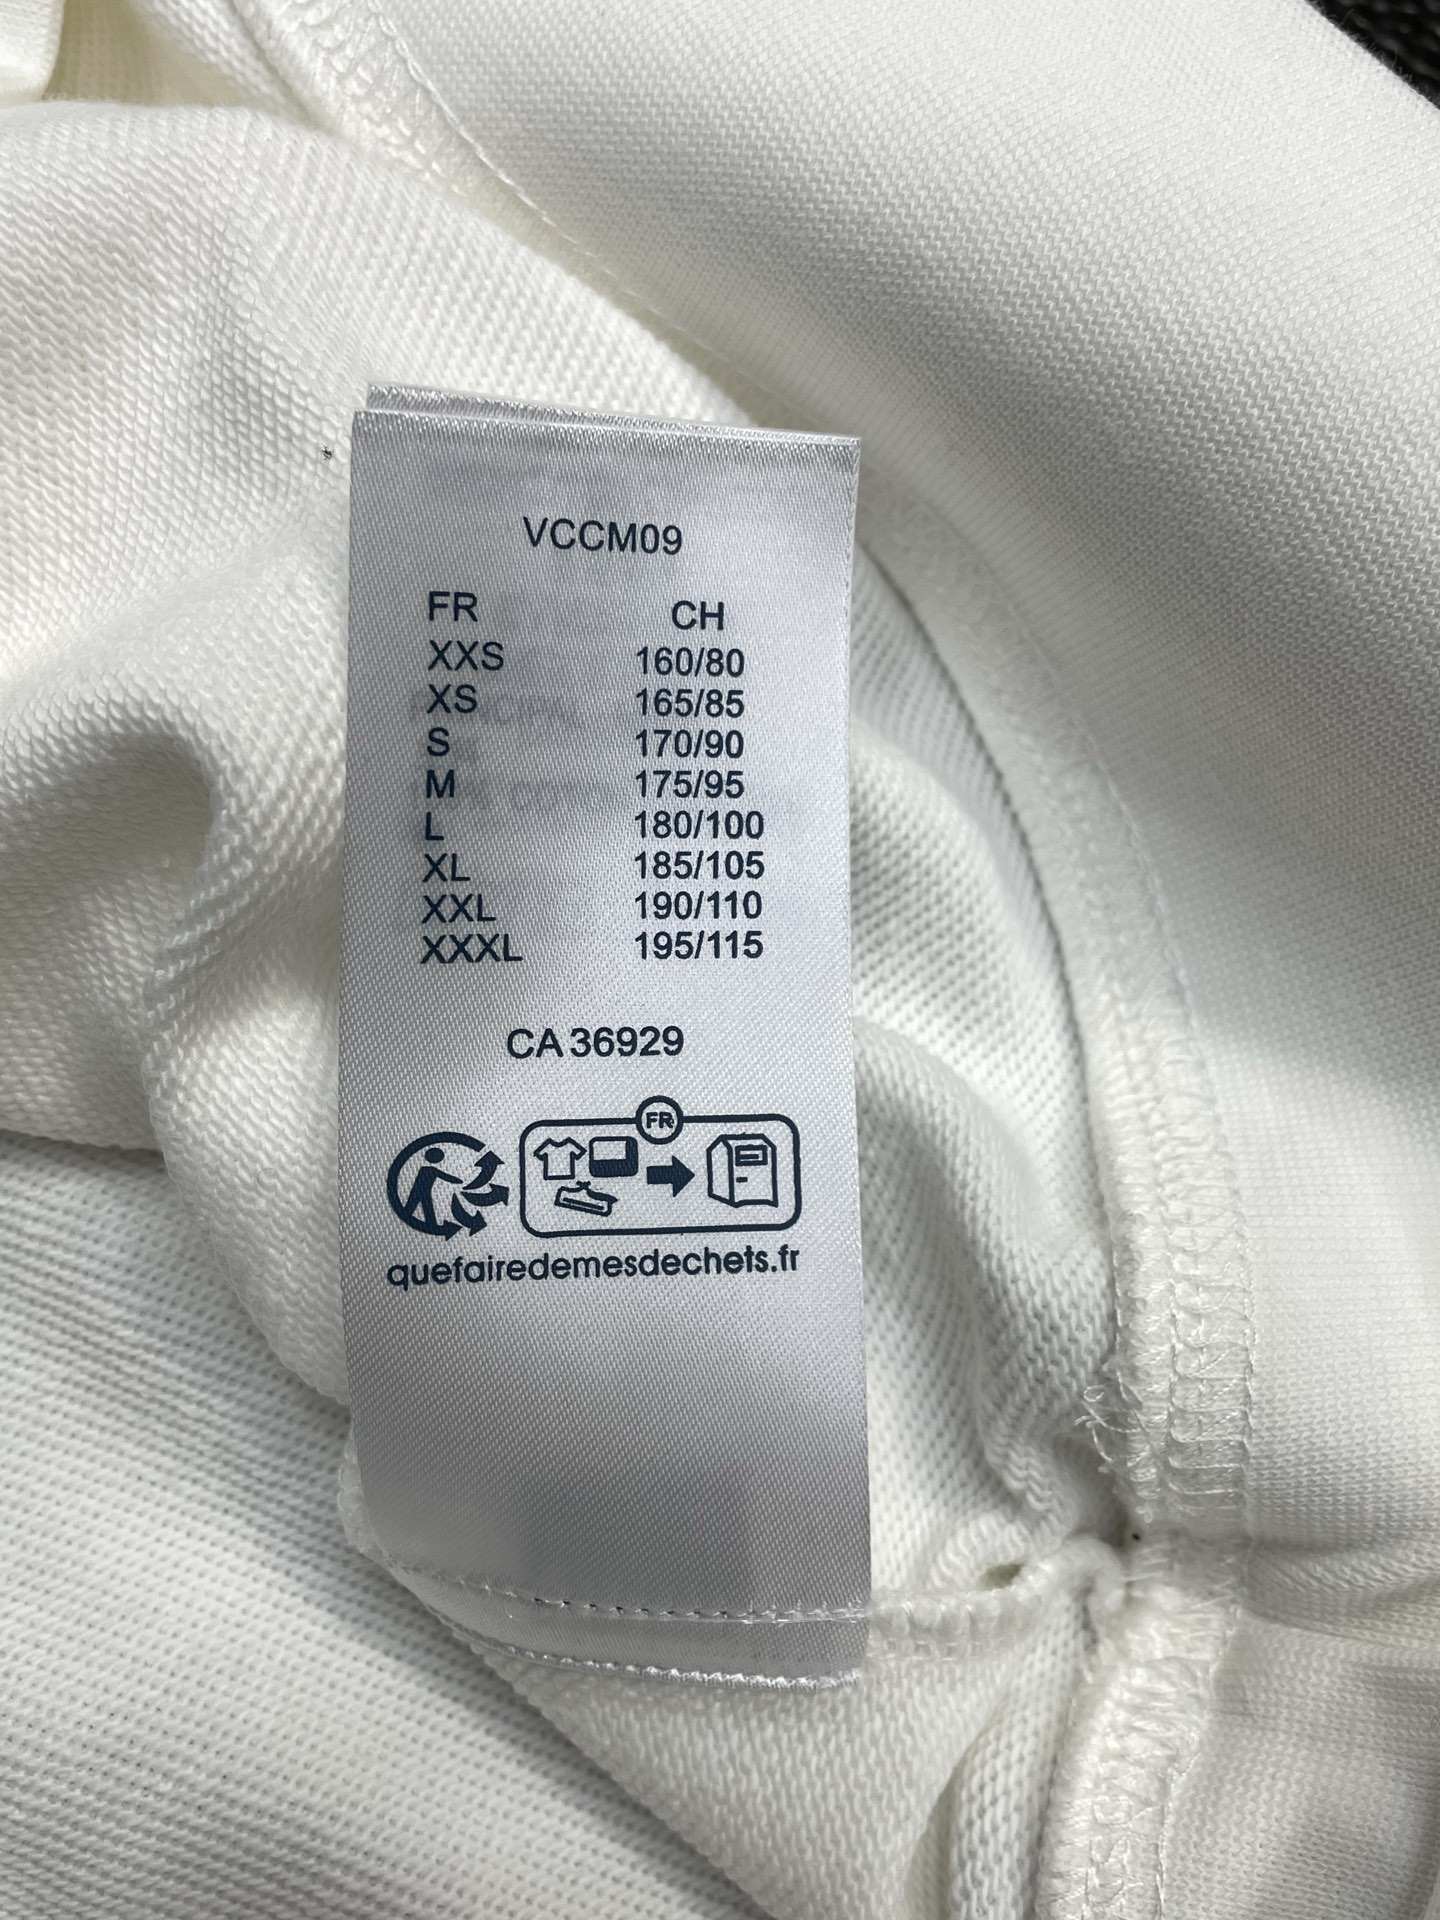 VCCM09
FR CH
XXS 160/80
XS 165/85
S 170/90
M 175/95
L 180/100
XL 185/105
XXL 190/110
XXXL 195/115
CA 36929
FR
quefairedemesdechets.fr